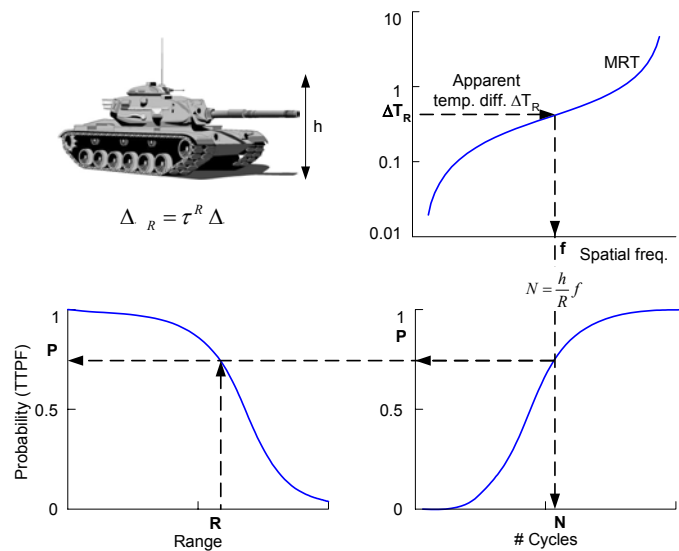 h
Δ R = τ^R Δ
10
1
0.1
0.01
ΔT_R
Apparent
temp. diff. ΔT_R
MRT
f
Spatial freq.
N = h/R f
1
P
0.5
0
Probability (TTPF)
R
Range
1
P
0.5
0
N
# Cycles